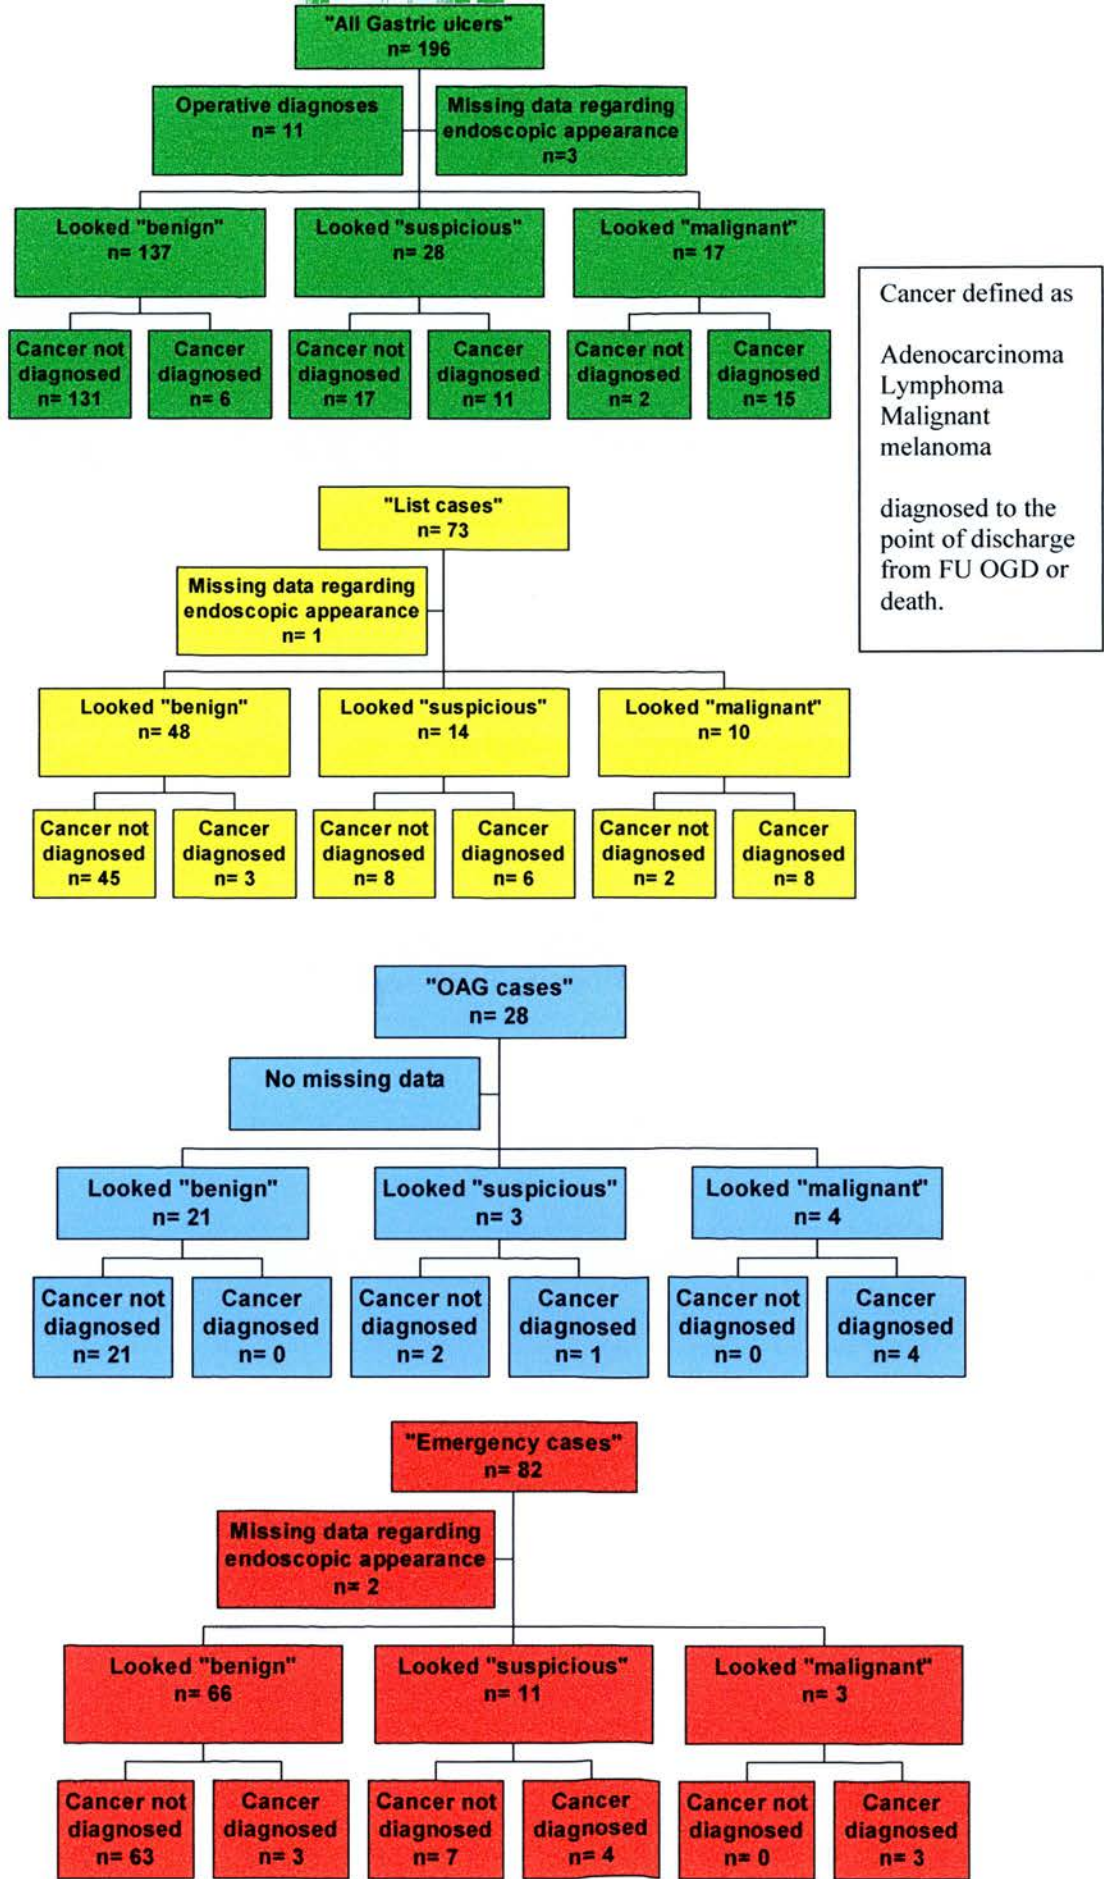 "All Gastric ulcers"
n= 196
Operative diagnoses
n= 11
Missing data regarding
endoscopic appearance
n=3
Looked "benign"
n= 137
Looked "suspicious"
n= 28
Looked "malignant"
n= 17
Cancer not
diagnosed
n= 131
Cancer
diagnosed
n= 6
Cancer not
diagnosed
n= 17
Cancer
diagnosed
n= 11
Cancer not
diagnosed
n= 2
Cancer
diagnosed
n= 15
Cancer defined as
Adenocarcinoma
Lymphoma
Malignant
melanoma
diagnosed to the
point of discharge
from FU OGD or
death.
"List cases"
n= 73
Missing data regarding
endoscopic appearance
n= 1
Looked "benign"
n= 48
Looked "suspicious"
n= 14
Looked "malignant"
n= 10
Cancer not
diagnosed
n= 45
Cancer
diagnosed
n= 3
Cancer not
diagnosed
n= 8
Cancer
diagnosed
n= 6
Cancer not
diagnosed
n= 2
Cancer
diagnosed
n= 8
"OAG cases"
n= 28
No missing data
Looked "benign"
n= 21
Looked "suspicious"
n= 3
Looked "malignant"
n= 4
Cancer not
diagnosed
n= 21
Cancer
diagnosed
n= 0
Cancer not
diagnosed
n= 2
Cancer
diagnosed
n= 1
Cancer not
diagnosed
n= 0
Cancer
diagnosed
n= 4
"Emergency cases"
n= 82
Missing data regarding
endoscopic appearance
n= 2
Looked "benign"
n= 66
Looked "suspicious"
n= 11
Looked "malignant"
n= 3
Cancer not
diagnosed
n= 63
Cancer
diagnosed
n= 3
Cancer not
diagnosed
n= 7
Cancer
diagnosed
n= 4
Cancer not
diagnosed
n= 0
Cancer
diagnosed
n= 3